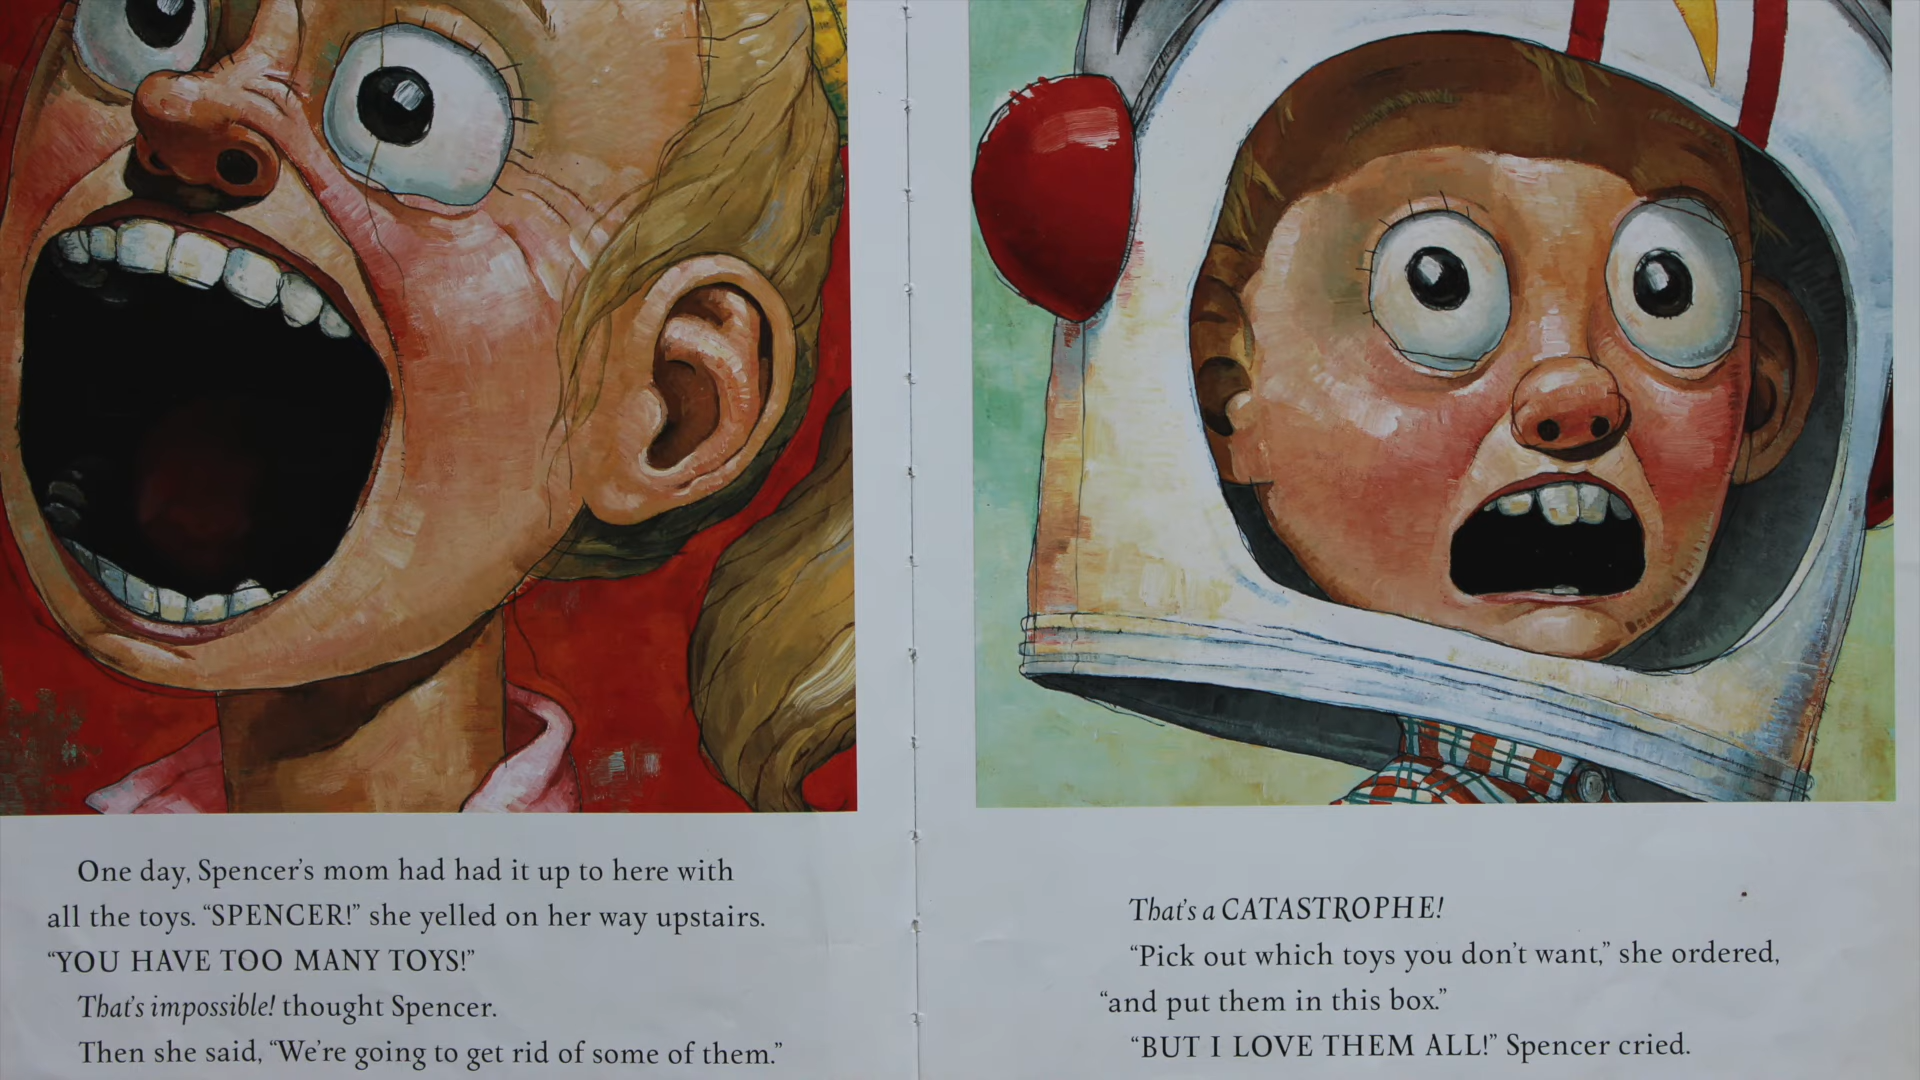 One day, Spencer’s mom had had it up to here with
all the toys. “SPENCER!” she yelled on her way upstairs.
“YOU HAVE TOO MANY TOYS!”
That’s impossible! thought Spencer.
Then she said, “We’re going to get rid of some of them.”
That’s a CATASTROPHE!
“Pick out which toys you don’t want,” she ordered,
“and put them in this box.”
“BUT I LOVE THEM ALL!” Spencer cried.